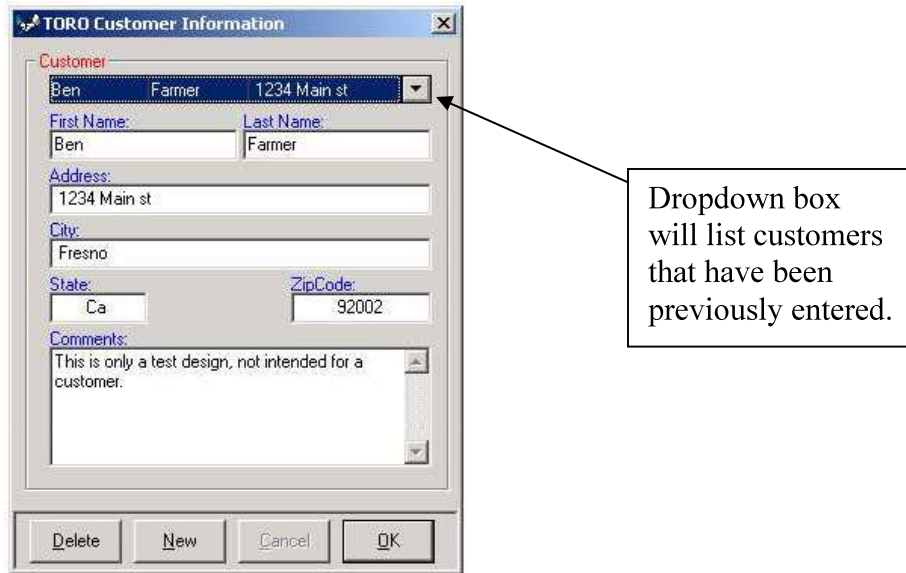 TORO Customer Information
Customer
Ben Farmer 1234 Main st
First Name: Last Name:
Ben Farmer
Address:
1234 Main st
City:
Fresno
State: ZipCode:
Ca 92002
Comments:
This is only a test design, not intended for a
customer.
Delete New Cancel OK
Dropdown box
will list customers
that have been
previously entered.